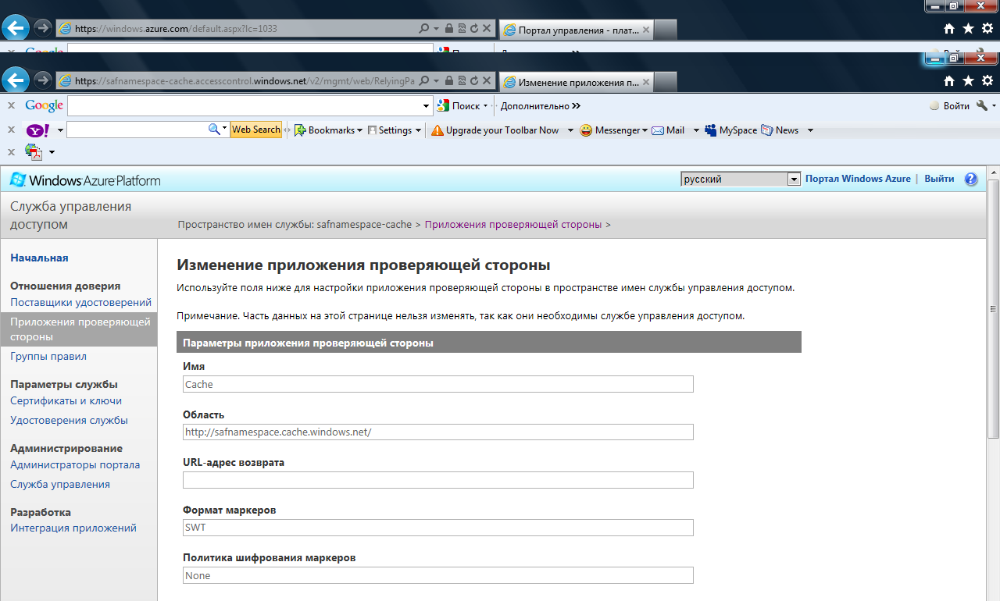 https://windows.azure.com/default.aspx?lc=1033
Портал управления - плат...
https://safnamespace-cache.accesscontrol.windows.net/v2/mgmt/web/RelyingPa
Изменение приложения п...
Google
Поиск
Дополнительно
Войти
Y!
Web Search
Bookmarks
Settings
Upgrade your Toolbar Now
Messenger
Mail
MySpace
News
Windows Azure Platform
русский
Портал Windows Azure | Выйти
Служба управления
доступом
Пространство имен службы: safnamespace-cache > Приложения проверяющей стороны >
Начальная
Отношения доверия
Поставщики удостоверений
Приложения проверяющей
стороны
Группы правил
Параметры службы
Сертификаты и ключи
Удостоверения службы
Администрирование
Администраторы портала
Служба управления
Разработка
Интеграция приложений
Изменение приложения проверяющей стороны
Используйте поля ниже для настройки приложения проверяющей стороны в пространстве имен службы управления доступом.
Примечание. Часть данных на этой странице нельзя изменять, так как они необходимы службе управления доступом.
Параметры приложения проверяющей стороны
Имя
Cache
Область
http://safnamespace.cache.windows.net/
URL-адрес возврата
Формат маркеров
SWT
Политика шифрования маркеров
None